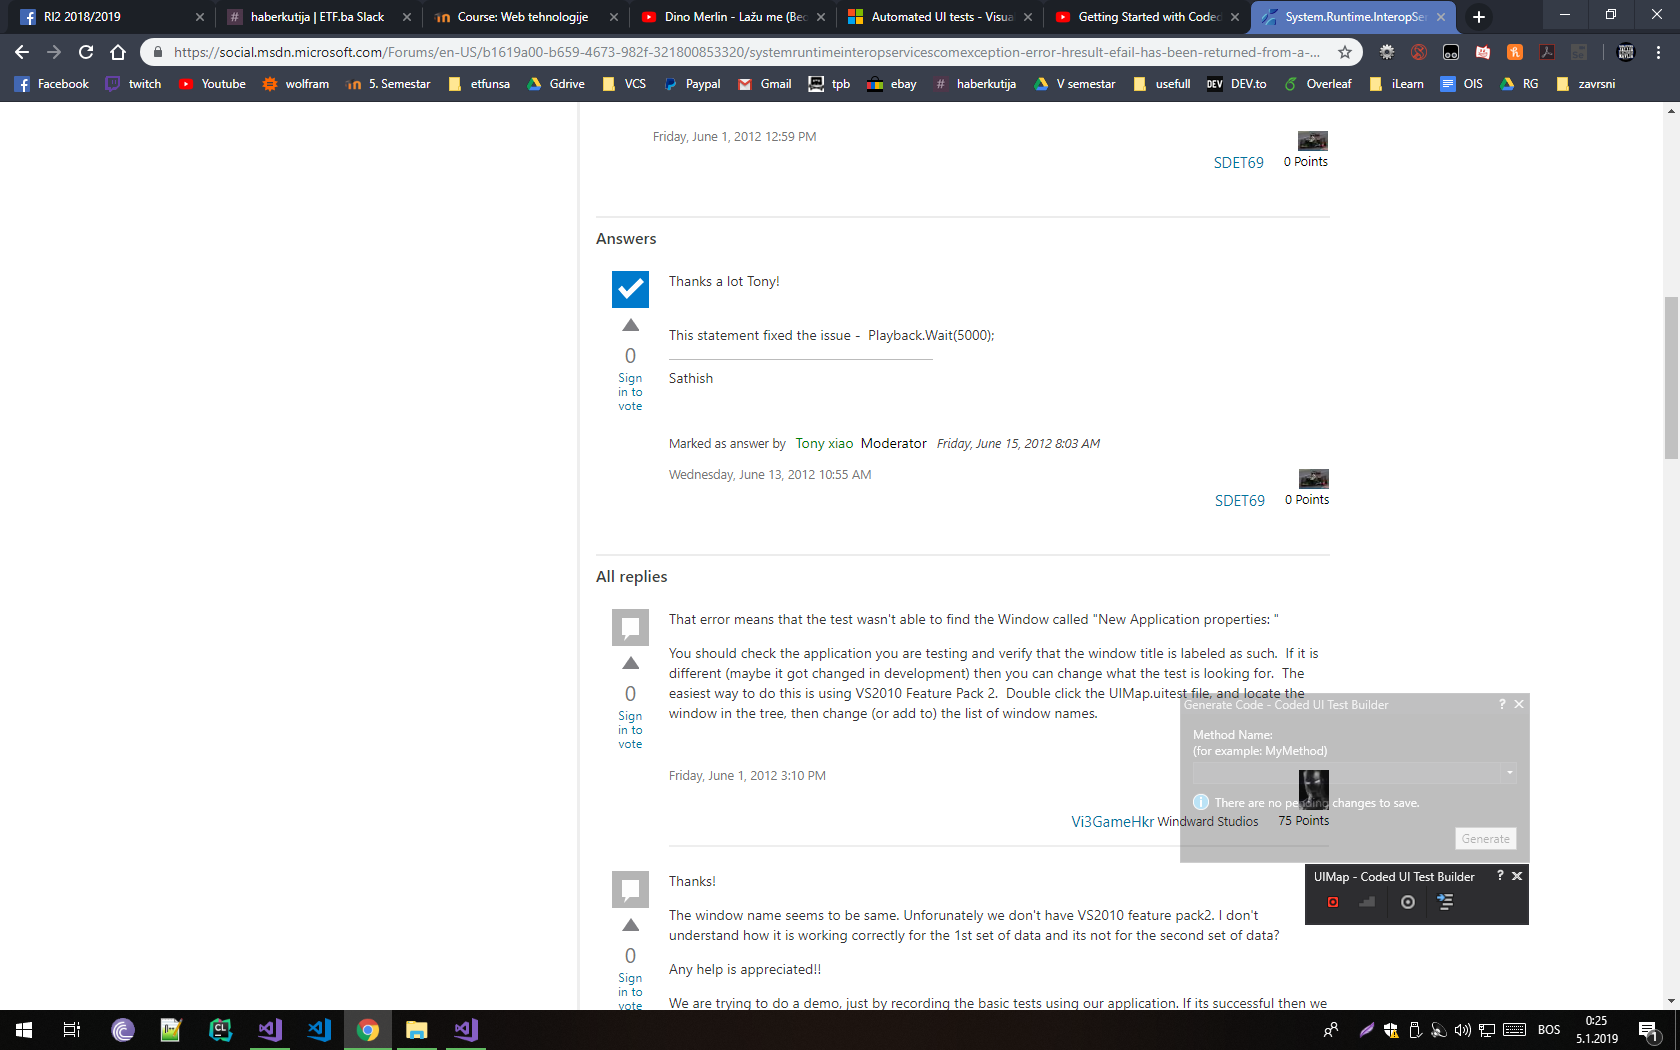 RI2 2018/2019
haberkutija | ETF.ba Slack
Course: Web tehnologije
Dino Merlin - Lažu me (Beo
Automated UI tests - Visua
Getting Started with Coded
System.Runtime.InteropSe
https://social.msdn.microsoft.com/Forums/en-US/b1619a00-b659-4673-982f-321800853320/systemruntimeinteropservicescomexception-error-hresult-efail-has-been-returned-from-a-...
Facebook
twitch
Youtube
wolfram
5. Semestar
etfunsa
Gdrive
VCS
Paypal
Gmail
tpb
ebay
haberkutija
V semestar
usefull
DEV DEV.to
Overleaf
iLearn
OIS
RG
zavrsni
Friday, June 1, 2012 12:59 PM
SDET69 0 Points
Answers
Thanks a lot Tony!
This statement fixed the issue - Playback.Wait(5000);
0
Sign
in to
vote
Sathish
Marked as answer by Tony xiao Moderator Friday, June 15, 2012 8:03 AM
Wednesday, June 13, 2012 10:55 AM
SDET69 0 Points
All replies
That error means that the test wasn't able to find the Window called "New Application properties: "
You should check the application you are testing and verify that the window title is labeled as such. If it is
different (maybe it got changed in development) then you can change what the test is looking for. The
easiest way to do this is using VS2010 Feature Pack 2. Double click the UIMap.uitest file, and locate the
window in the tree, then change (or add to) the list of window names.
0
Sign
in to
vote
Friday, June 1, 2012 3:10 PM
Vi3GameHkr Windward Studios 75 Points
Generate Code - Coded UI Test Builder
Method Name:
(for example: MyMethod)
There are no pending changes to save.
Generate
UIMap - Coded UI Test Builder
Thanks!
The window name seems to be same. Unforunately we don't have VS2010 feature pack2. I don't
understand how it is working correctly for the 1st set of data and its not for the second set of data?
0
Sign
in to
vote
Any help is appreciated!!
We are trying to do a demo, just by recording the basic tests using our application. If its successful then we
BOS
0:25
5.1.2019
1